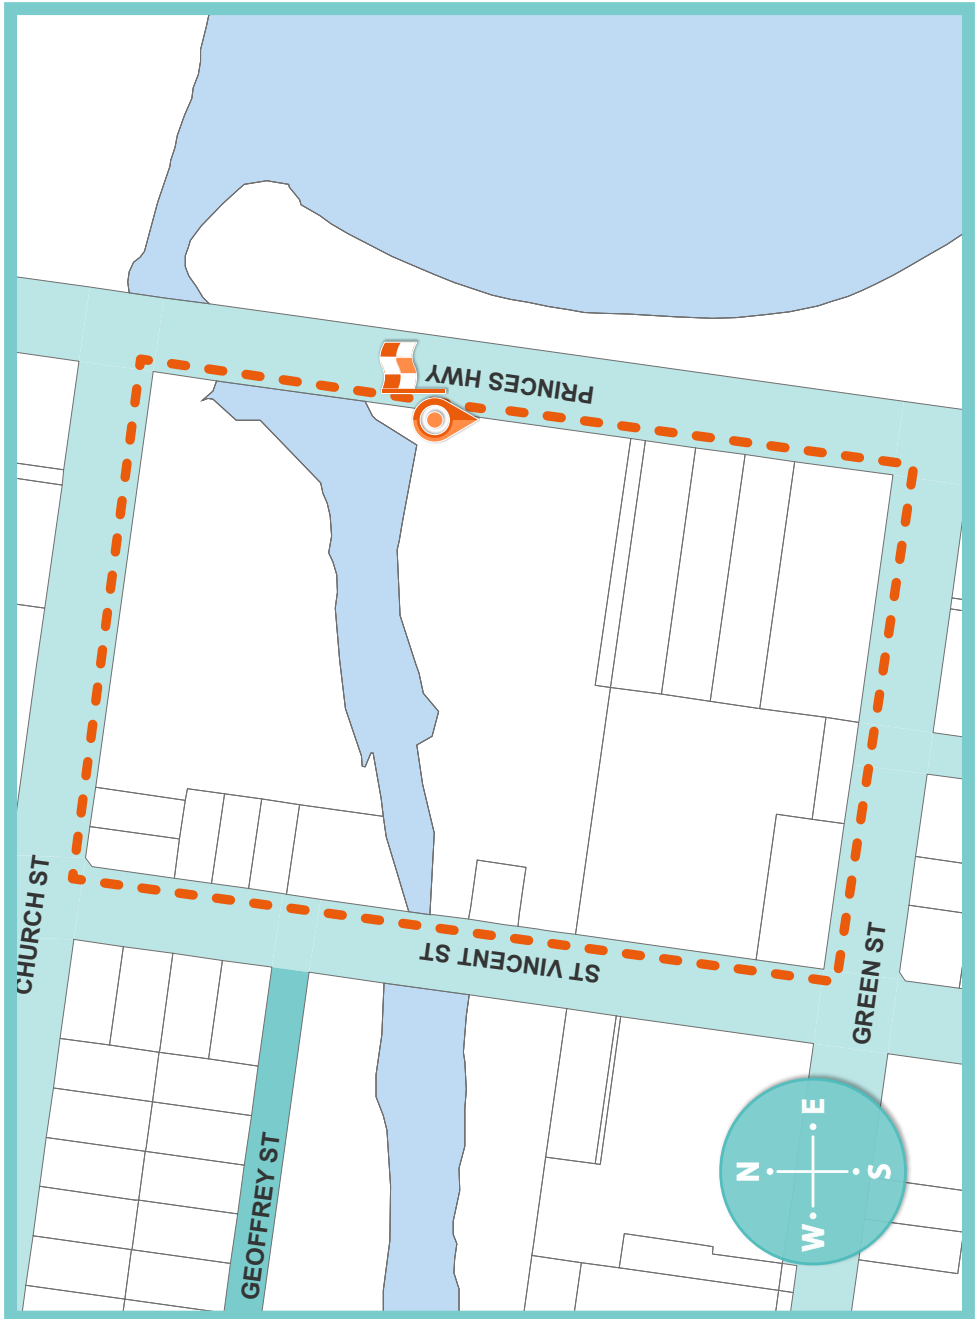 PRINCES HWY
CHURCH ST
ST VINCENT ST
GREEN ST
GEOFFREY ST
N
E
S
W